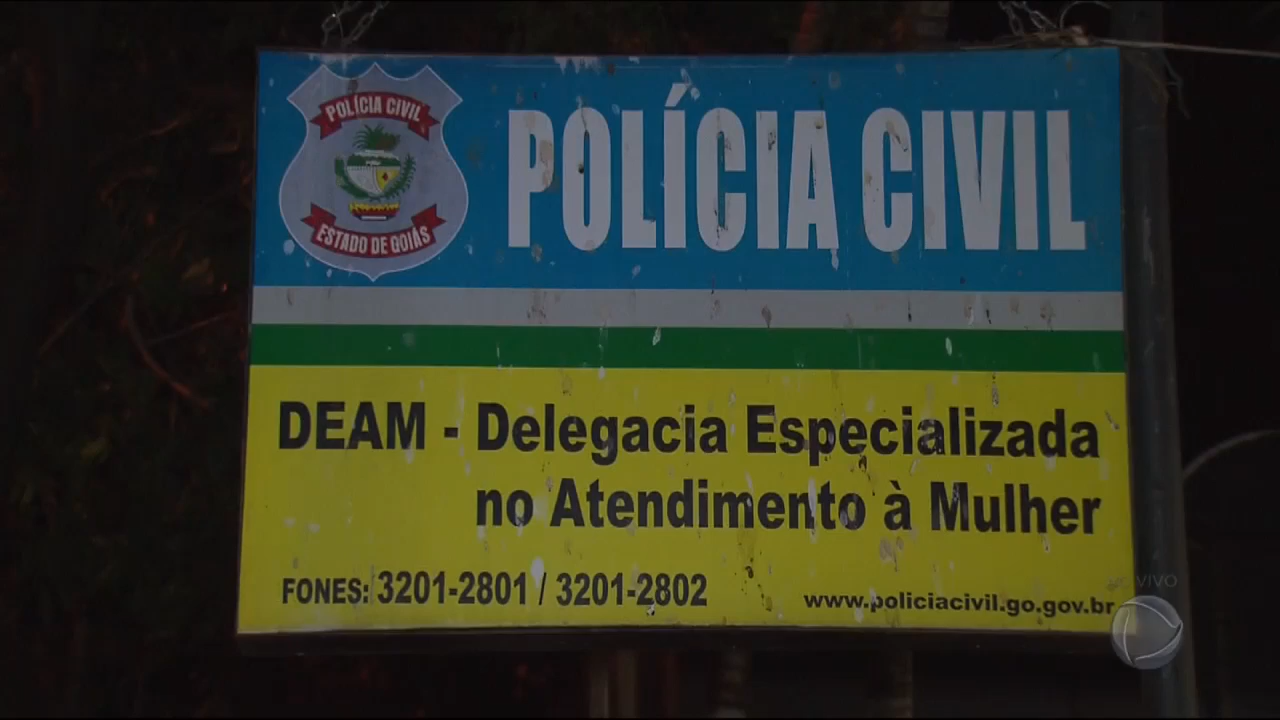 POLÍCIA CIVIL
ESTADO DE GOIÁS
POLÍCIA CIVIL
DEAM - Delegacia Especializada
no Atendimento à Mulher
FONES: 3201-2801 / 3201-2802
www.policiacivil.go.gov.br
AO VIVO